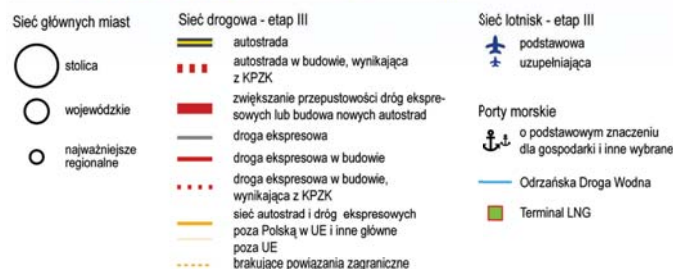 Sieć głównych miast
stolica
wojewódzkie
najważniejsze
regionalne
Sieć drogowa - etap III
autostrada
autostrada w budowie, wynikająca
z KPZK
zwiększanie przepustowości dróg ekspre-
sowych lub budowa nowych autostrad
droga ekspresowa
droga ekspresowa w budowie
droga ekspresowa w budowie,
wynikająca z KPZK
sieć autostrad i dróg ekspresowych
poza Polską w UE i inne główne
poza UE
brakujące powiązania zagraniczne
Sieć lotnisk - etap III
podstawowa
uzupełniająca
Porty morskie
o podstawowym znaczeniu
dla gospodarki i inne wybrane
Odrzańska Droga Wodna
Terminal LNG